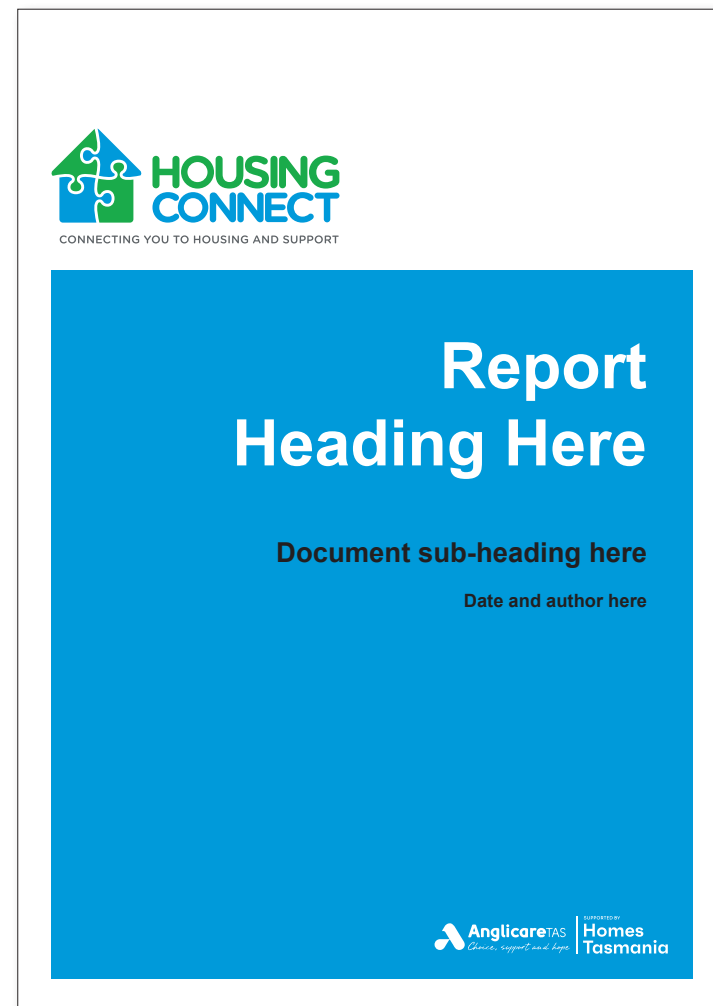 HOUSING
CONNECT
CONNECTING YOU TO HOUSING AND SUPPORT
Report
Heading Here
Document sub-heading here
Date and author here
AnglicareTAS
Choice, support and hope
SUPPORTED BY
Homes
Tasmania